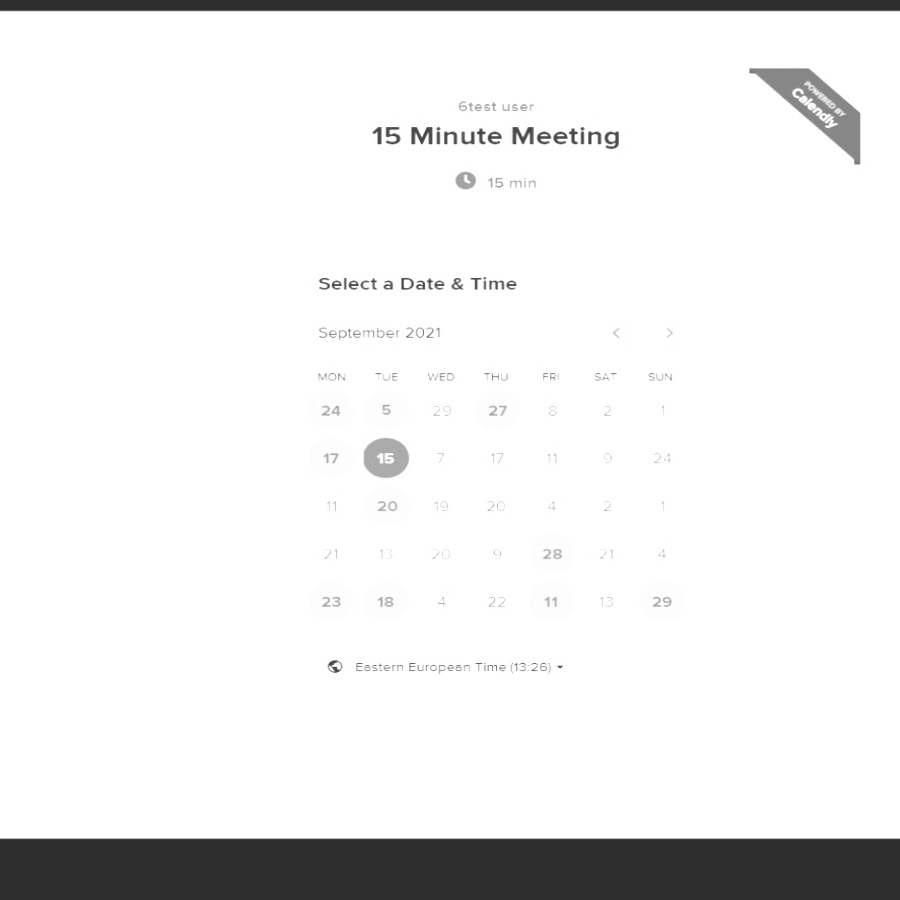 POWERED BY
Calendly
6test user
15 Minute Meeting
15 min
Select a Date & Time
September 2021
MON TUE WED THU FRI SAT SUN
24 5 29 27 8 2 1
17 15 7 17 11 9 24
11 20 19 20 4 2 1
21 13 20 9 28 21 4
23 18 4 22 11 13 29
Eastern European Time (13:26)